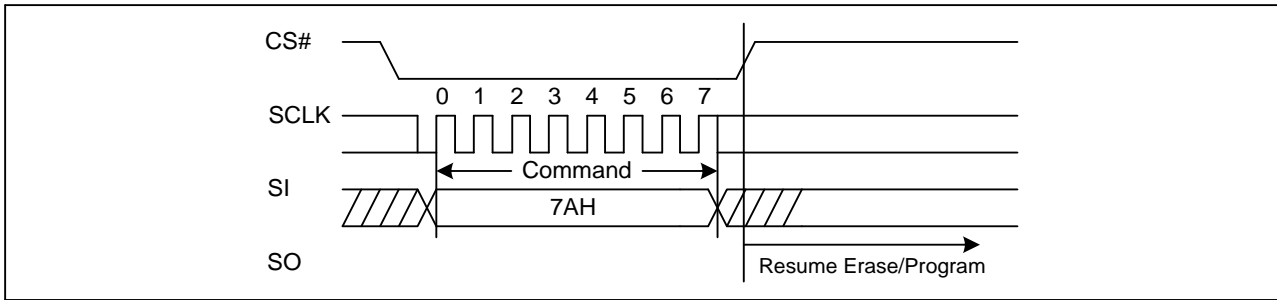 CS#
0 1 2 3 4 5 6 7
SCLK
Command
SI
7AH
SO
Resume Erase/Program